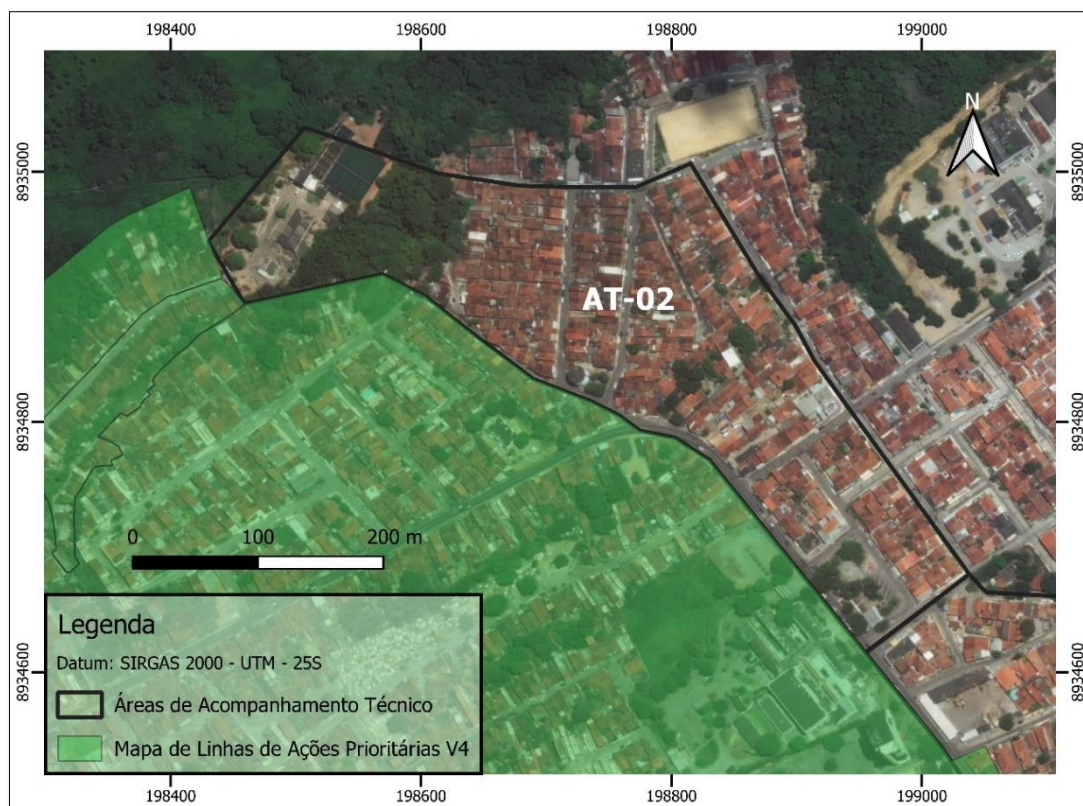 198400 198600 198800 199000
N
8935000 8935000
AT-02
8934800 8934800
0 100 200 m
Legenda
Datum: SIRGAS 2000 - UTM - 25S
8934600 8934600
Áreas de Acompanhamento Técnico
Mapa de Linhas de Ações Prioritárias V4
198400 198600 198800 199000